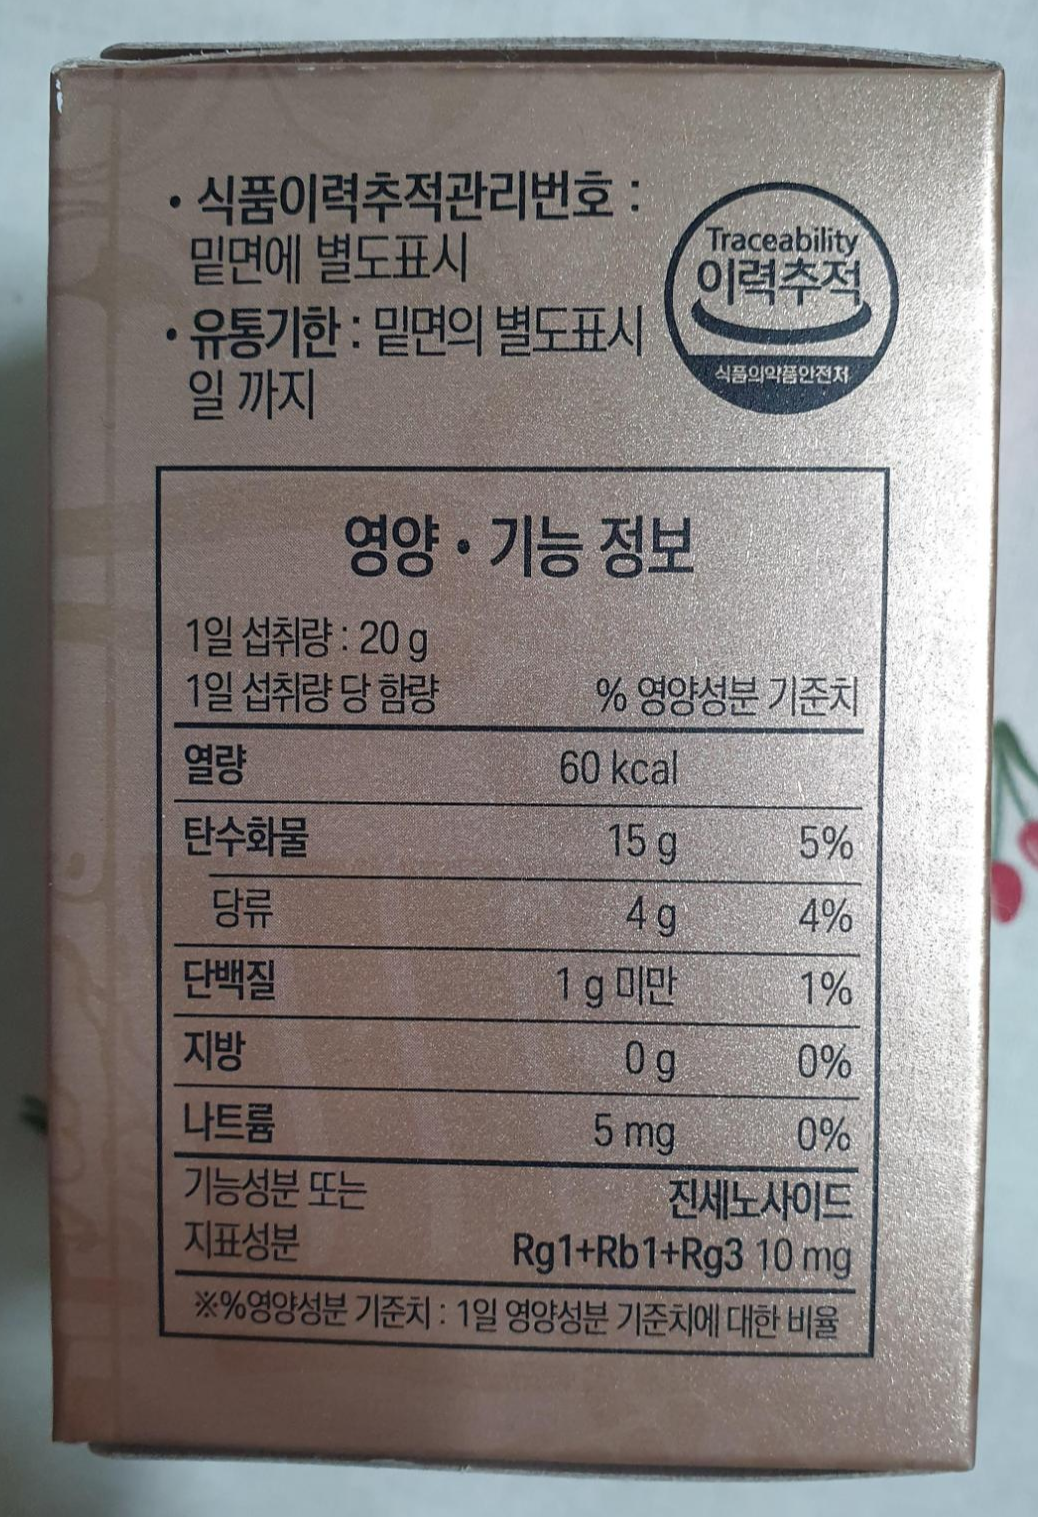 • 식품이력추적관리번호 :
밑면에 별도표시
• 유통기한 : 밑면의 별도표시
일 까지
Traceability
이력추적
식품의약품안전처
영양 • 기능 정보
1일 섭취량 : 20 g
1일 섭취량 당 함량 % 영양성분 기준치
열량 60 kcal
탄수화물 15 g 5%
당류 4 g 4%
단백질 1 g 미만 1%
지방 0 g 0%
나트륨 5 mg 0%
기능성분 또는 진세노사이드
지표성분 Rg1+Rb1+Rg3 10 mg
※%영양성분 기준치 : 1일 영양성분 기준치에 대한 비율